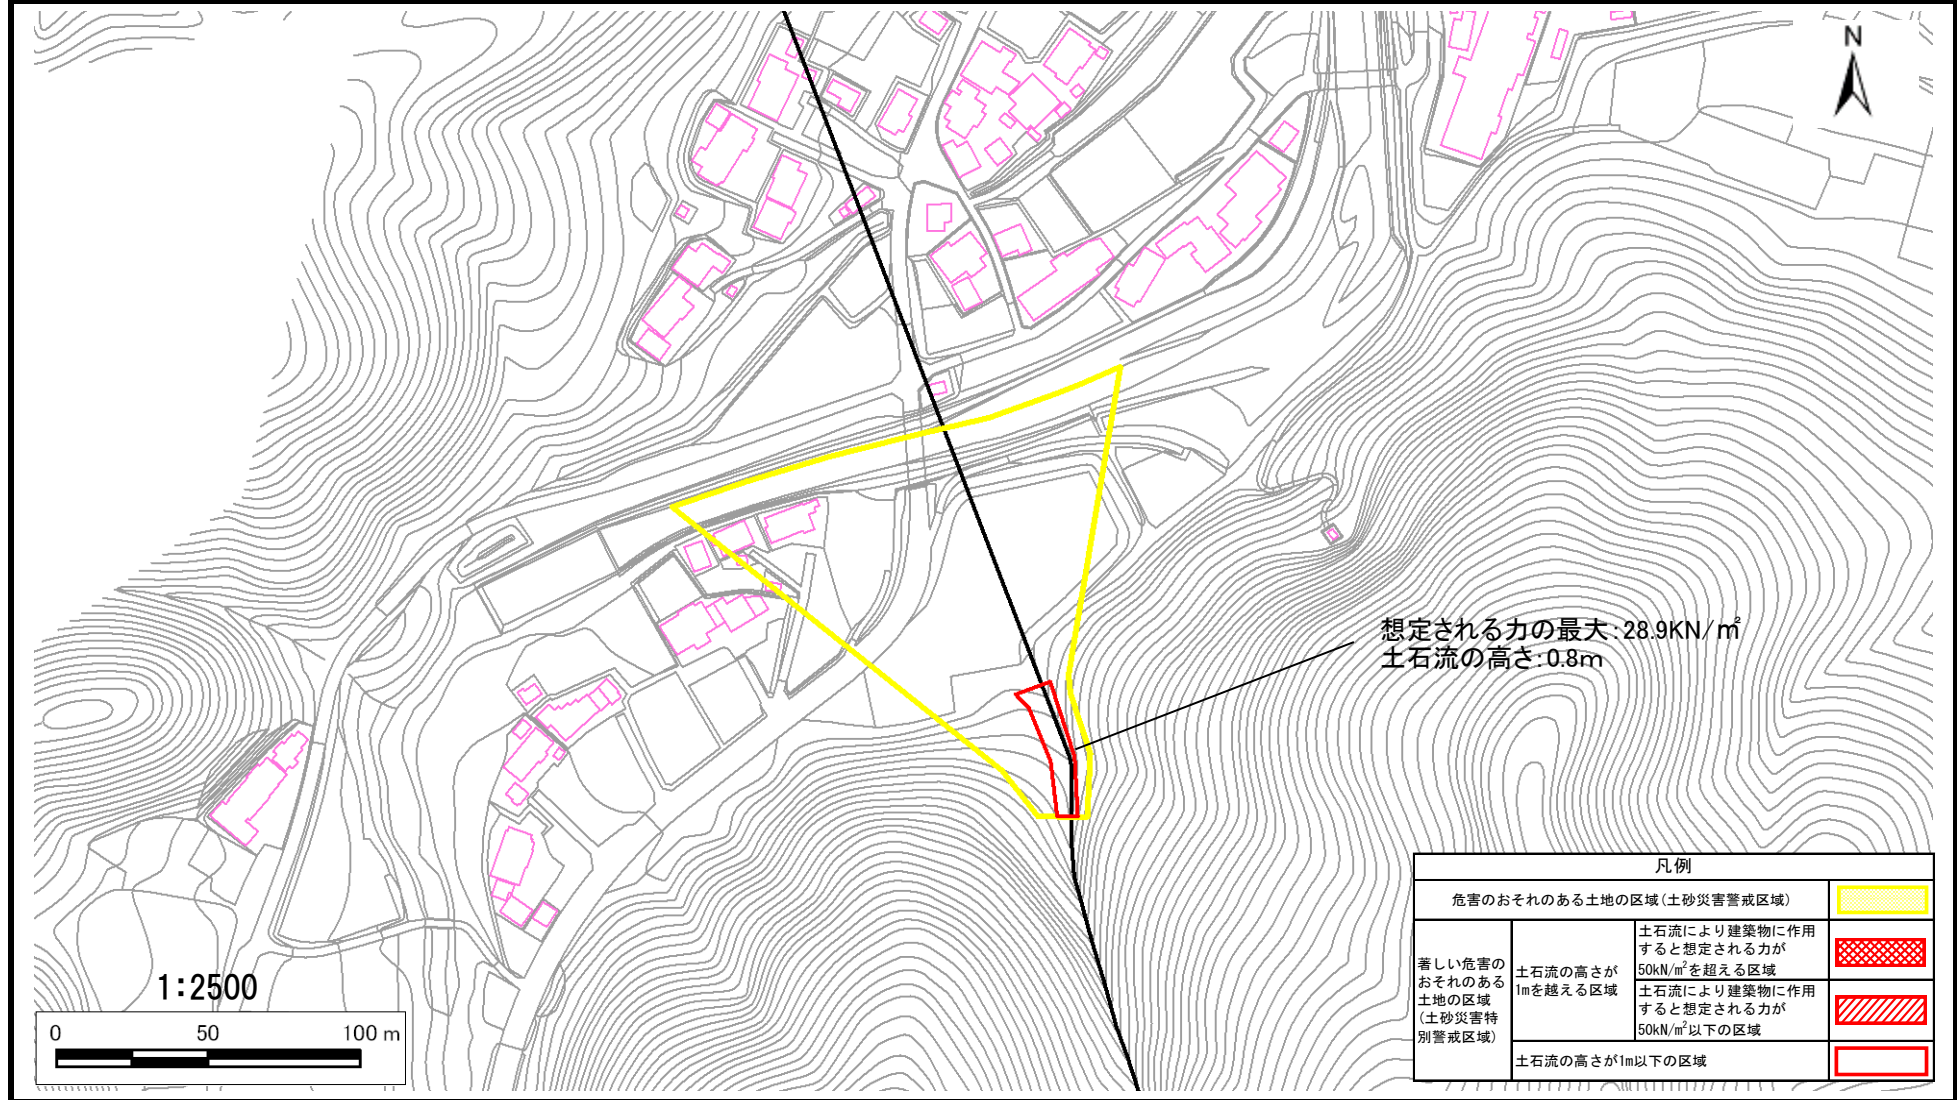 N
想定される力の最大:28.9KN/㎡
土石流の高さ:0.8m
1:2500
0 50 100 m
凡例
危害のおそれのある土地の区域(土砂災害警戒区域)
著しい危害の
おそれのある
土地の区域
(土砂災害特
別警戒区域)
土石流の高さが
1mを越える区域
土石流により建築物に作用
すると想定される力が
50kN/m²を超える区域
土石流により建築物に作用
すると想定される力が
50kN/m²以下の区域
土石流の高さが1m以下の区域